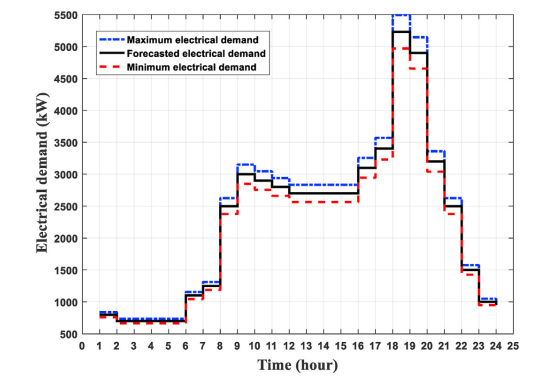 5500
5000
4500
4000
3500
3000
2500
2000
1500
1000
500
Electrical demand (kW)
Maximum electrical demand
Forecasted electrical demand
Minimum electrical demand
0 1 2 3 4 5 6 7 8 9 10 11 12 13 14 15 16 17 18 19 20 21 22 23 24 25
Time (hour)